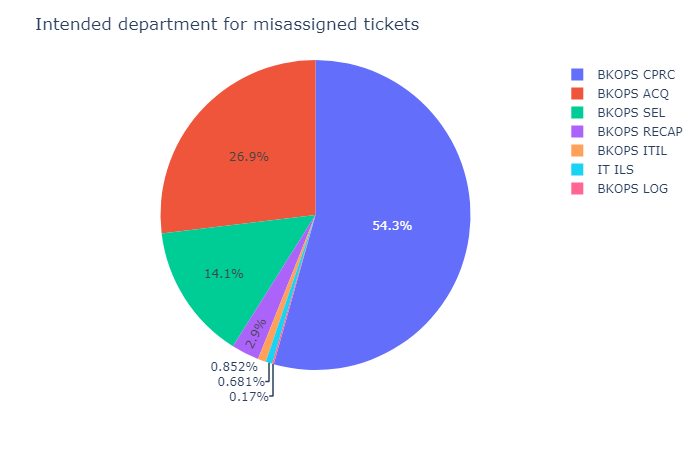 Intended department for misassigned tickets
BKOPS CPRC
BKOPS ACQ
BKOPS SEL
BKOPS RECAP
BKOPS ITIL
IT ILS
BKOPS LOG
26.9%
54.3%
14.1%
2.9%
0.852%
0.681%
0.17%